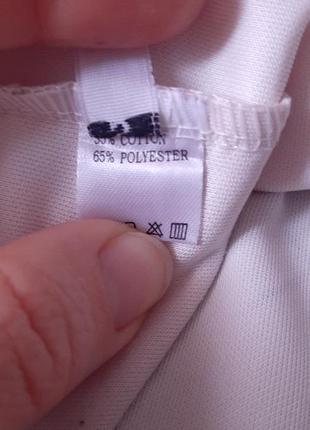 35% COTTON
65% POLYESTER